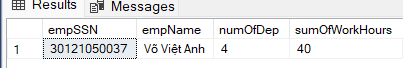 Results Messages
empSSN empName numOfDep sumOfWorkHours
1 30121050037 Võ Việt Anh 4 40